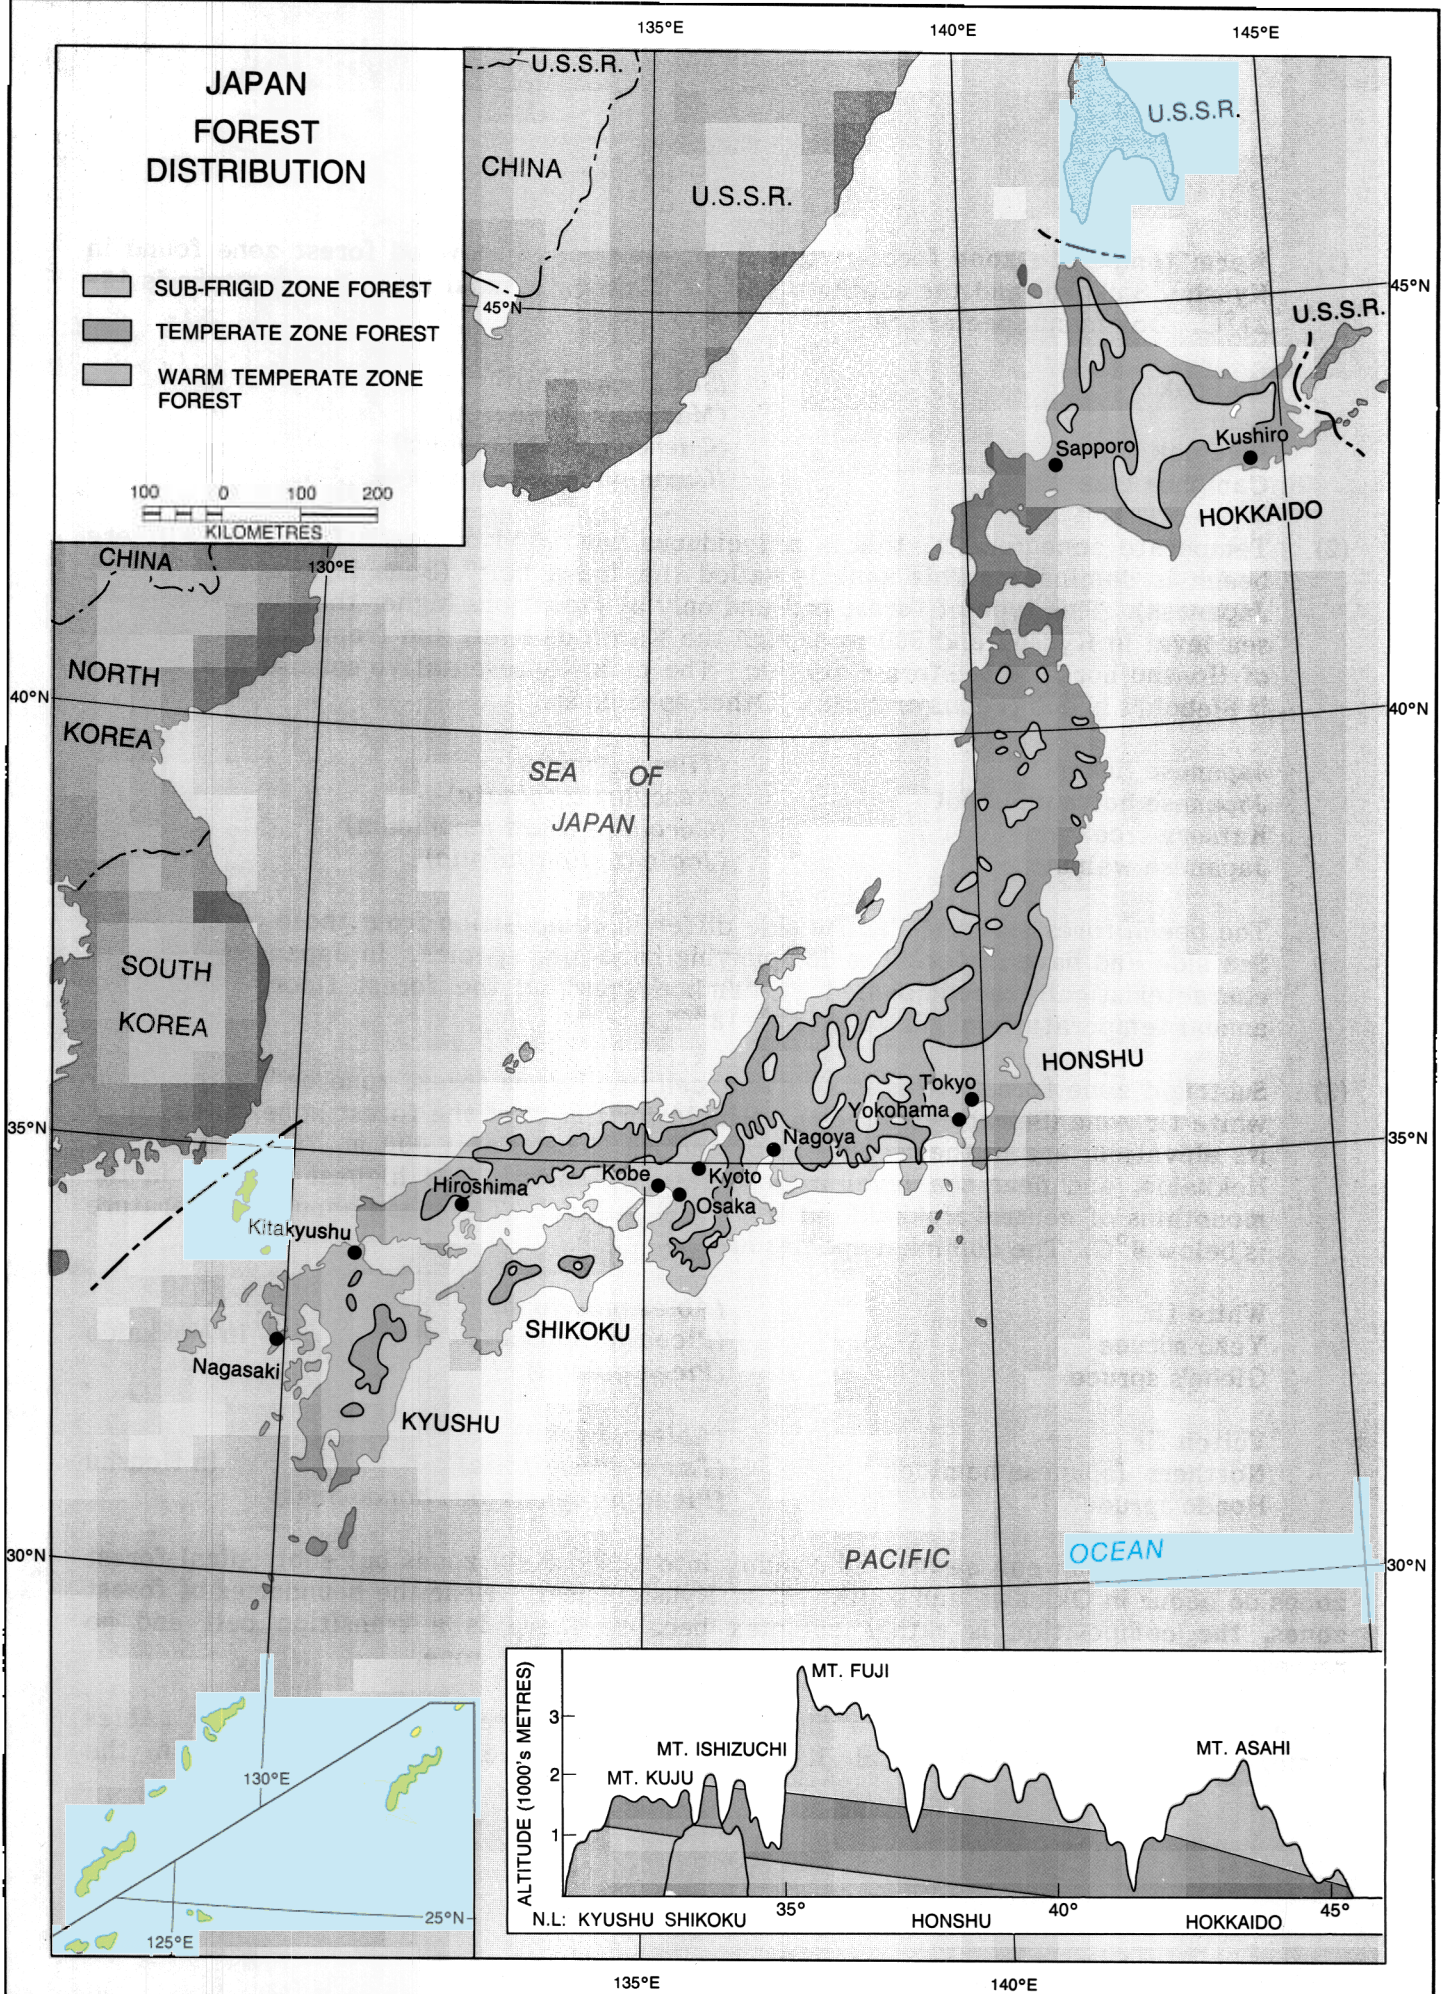 135°E
140°E
145°E
JAPAN
FOREST
DISTRIBUTION
SUB-FRIGID ZONE FOREST
TEMPERATE ZONE FOREST
WARM TEMPERATE ZONE
FOREST
100 0 100 200
KILOMETRES
U.S.S.R.
CHINA
U.S.S.R.
U.S.S.R.
45°N
45°N
U.S.S.R.
Sapporo
Kushiro
HOKKAIDO
CHINA
130°E
NORTH
KOREA
40°N
40°N
SEA OF
JAPAN
SOUTH
KOREA
HONSHU
Tokyo
Yokohama
Nagoya
35°N
35°N
Kobe
Kyoto
Osaka
Hiroshima
Kitakyushu
SHIKOKU
Nagasaki
KYUSHU
30°N
PACIFIC OCEAN
30°N
130°E
25°N
125°E
ALTITUDE (1000's METRES)
3
2
1
MT. FUJI
MT. ISHIZUCHI
MT. KUJU
MT. ASAHI
35° 40° 45°
N.L: KYUSHU SHIKOKU HONSHU HOKKAIDO
135°E
140°E